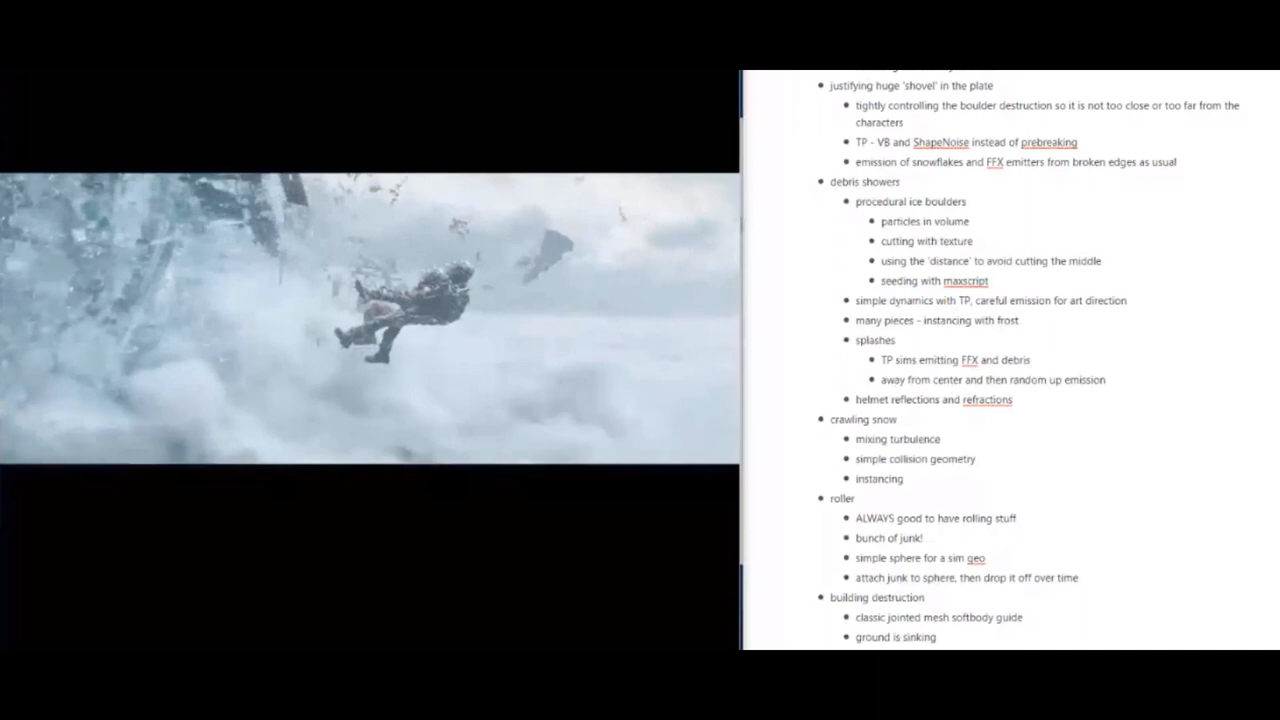 justifying huge 'shovel' in the plate
tightly controlling the boulder destruction so it is not too close or too far from the
characters
TP - VB and ShapeNoise instead of prebreaking
emission of snowflakes and FFX emitters from broken edges as usual
debris showers
procedural ice boulders
particles in volume
cutting with texture
using the 'distance' to avoid cutting the middle
seeding with maxscript
simple dynamics with TP, careful emission for art direction
many pieces - instancing with frost
splashes
TP sims emitting FFX and debris
away from center and then random up emission
helmet reflections and refractions
crawling snow
mixing turbulence
simple collision geometry
instancing
roller
ALWAYS good to have rolling stuff
bunch of junk!
simple sphere for a sim geo
attach junk to sphere, then drop it off over time
building destruction
classic jointed mesh softbody guide
ground is sinking